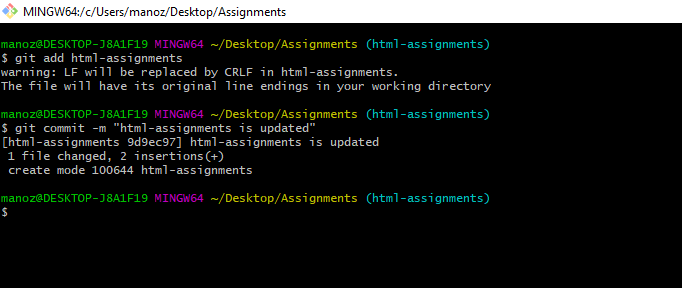 MINGW64:/c/Users/manoz/Desktop/Assignments
manoz@DESKTOP-J8A1F19 MINGW64 ~/Desktop/Assignments (html-assignments)
$ git add html-assignments
warning: LF will be replaced by CRLF in html-assignments.
The file will have its original line endings in your working directory
manoz@DESKTOP-J8A1F19 MINGW64 ~/Desktop/Assignments (html-assignments)
$ git commit -m "html-assignments is updated"
[html-assignments 9d9ec97] html-assignments is updated
 1 file changed, 2 insertions(+)
 create mode 100644 html-assignments
manoz@DESKTOP-J8A1F19 MINGW64 ~/Desktop/Assignments (html-assignments)
$